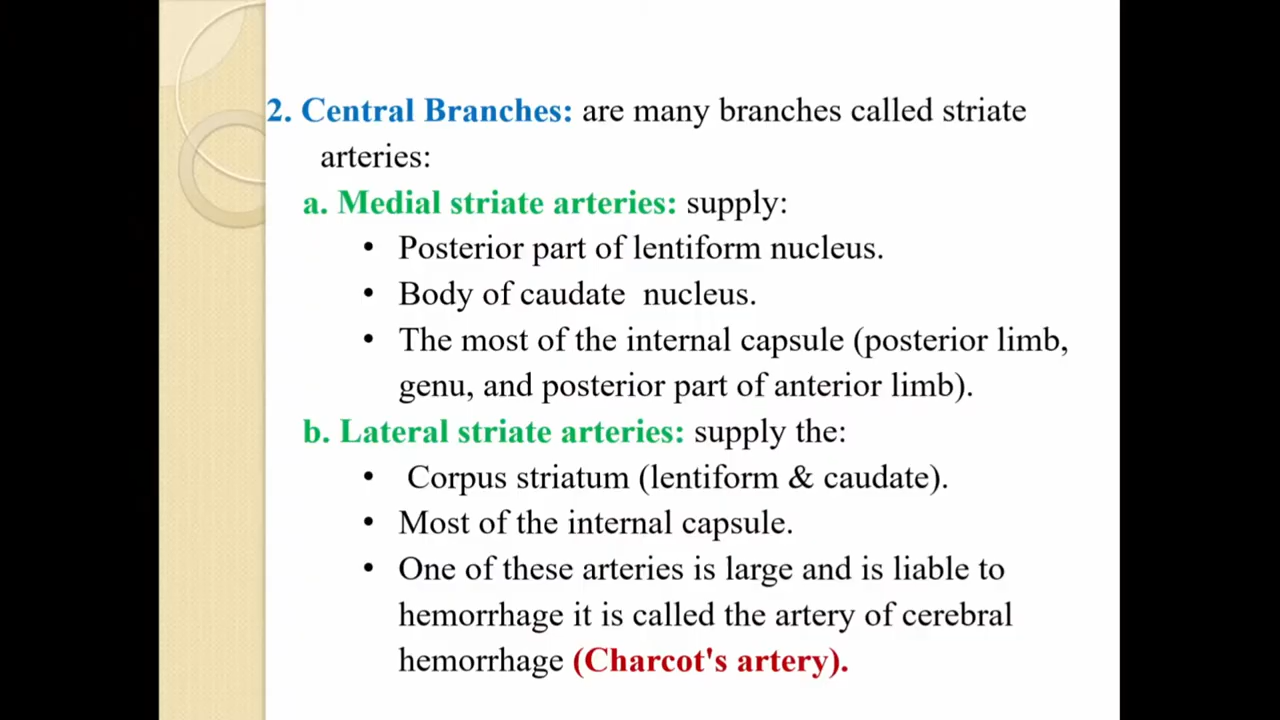 2. Central Branches: are many branches called striate
arteries:
a. Medial striate arteries: supply:
• Posterior part of lentiform nucleus.
• Body of caudate nucleus.
• The most of the internal capsule (posterior limb,
genu, and posterior part of anterior limb).
b. Lateral striate arteries: supply the:
• Corpus striatum (lentiform & caudate).
• Most of the internal capsule.
• One of these arteries is large and is liable to
hemorrhage it is called the artery of cerebral
hemorrhage (Charcot's artery).